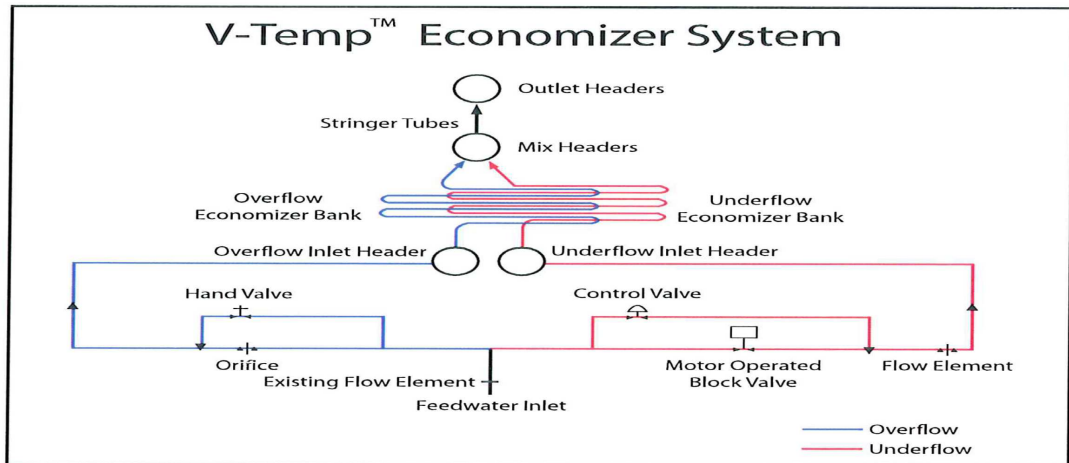 V-Temp™ Economizer System
Outlet Headers
Stringer Tubes
Mix Headers
Overflow
Economizer Bank
Underflow
Economizer Bank
Overflow Inlet Header
Underflow Inlet Header
Hand Valve
Control Valve
Orifice
Motor Operated
Block Valve
Flow Element
Existing Flow Element
Feedwater Inlet
Overflow
Underflow